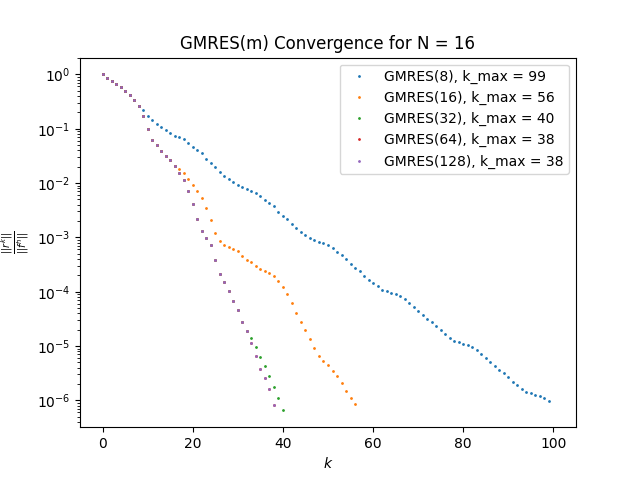 GMRES(m) Convergence for N = 16
GMRES(8), k_max = 99
GMRES(16), k_max = 56
GMRES(32), k_max = 40
GMRES(64), k_max = 38
GMRES(128), k_max = 38
10⁰
10⁻¹
10⁻²
10⁻³
10⁻⁴
10⁻⁵
10⁻⁶
0 20 40 60 80 100
k